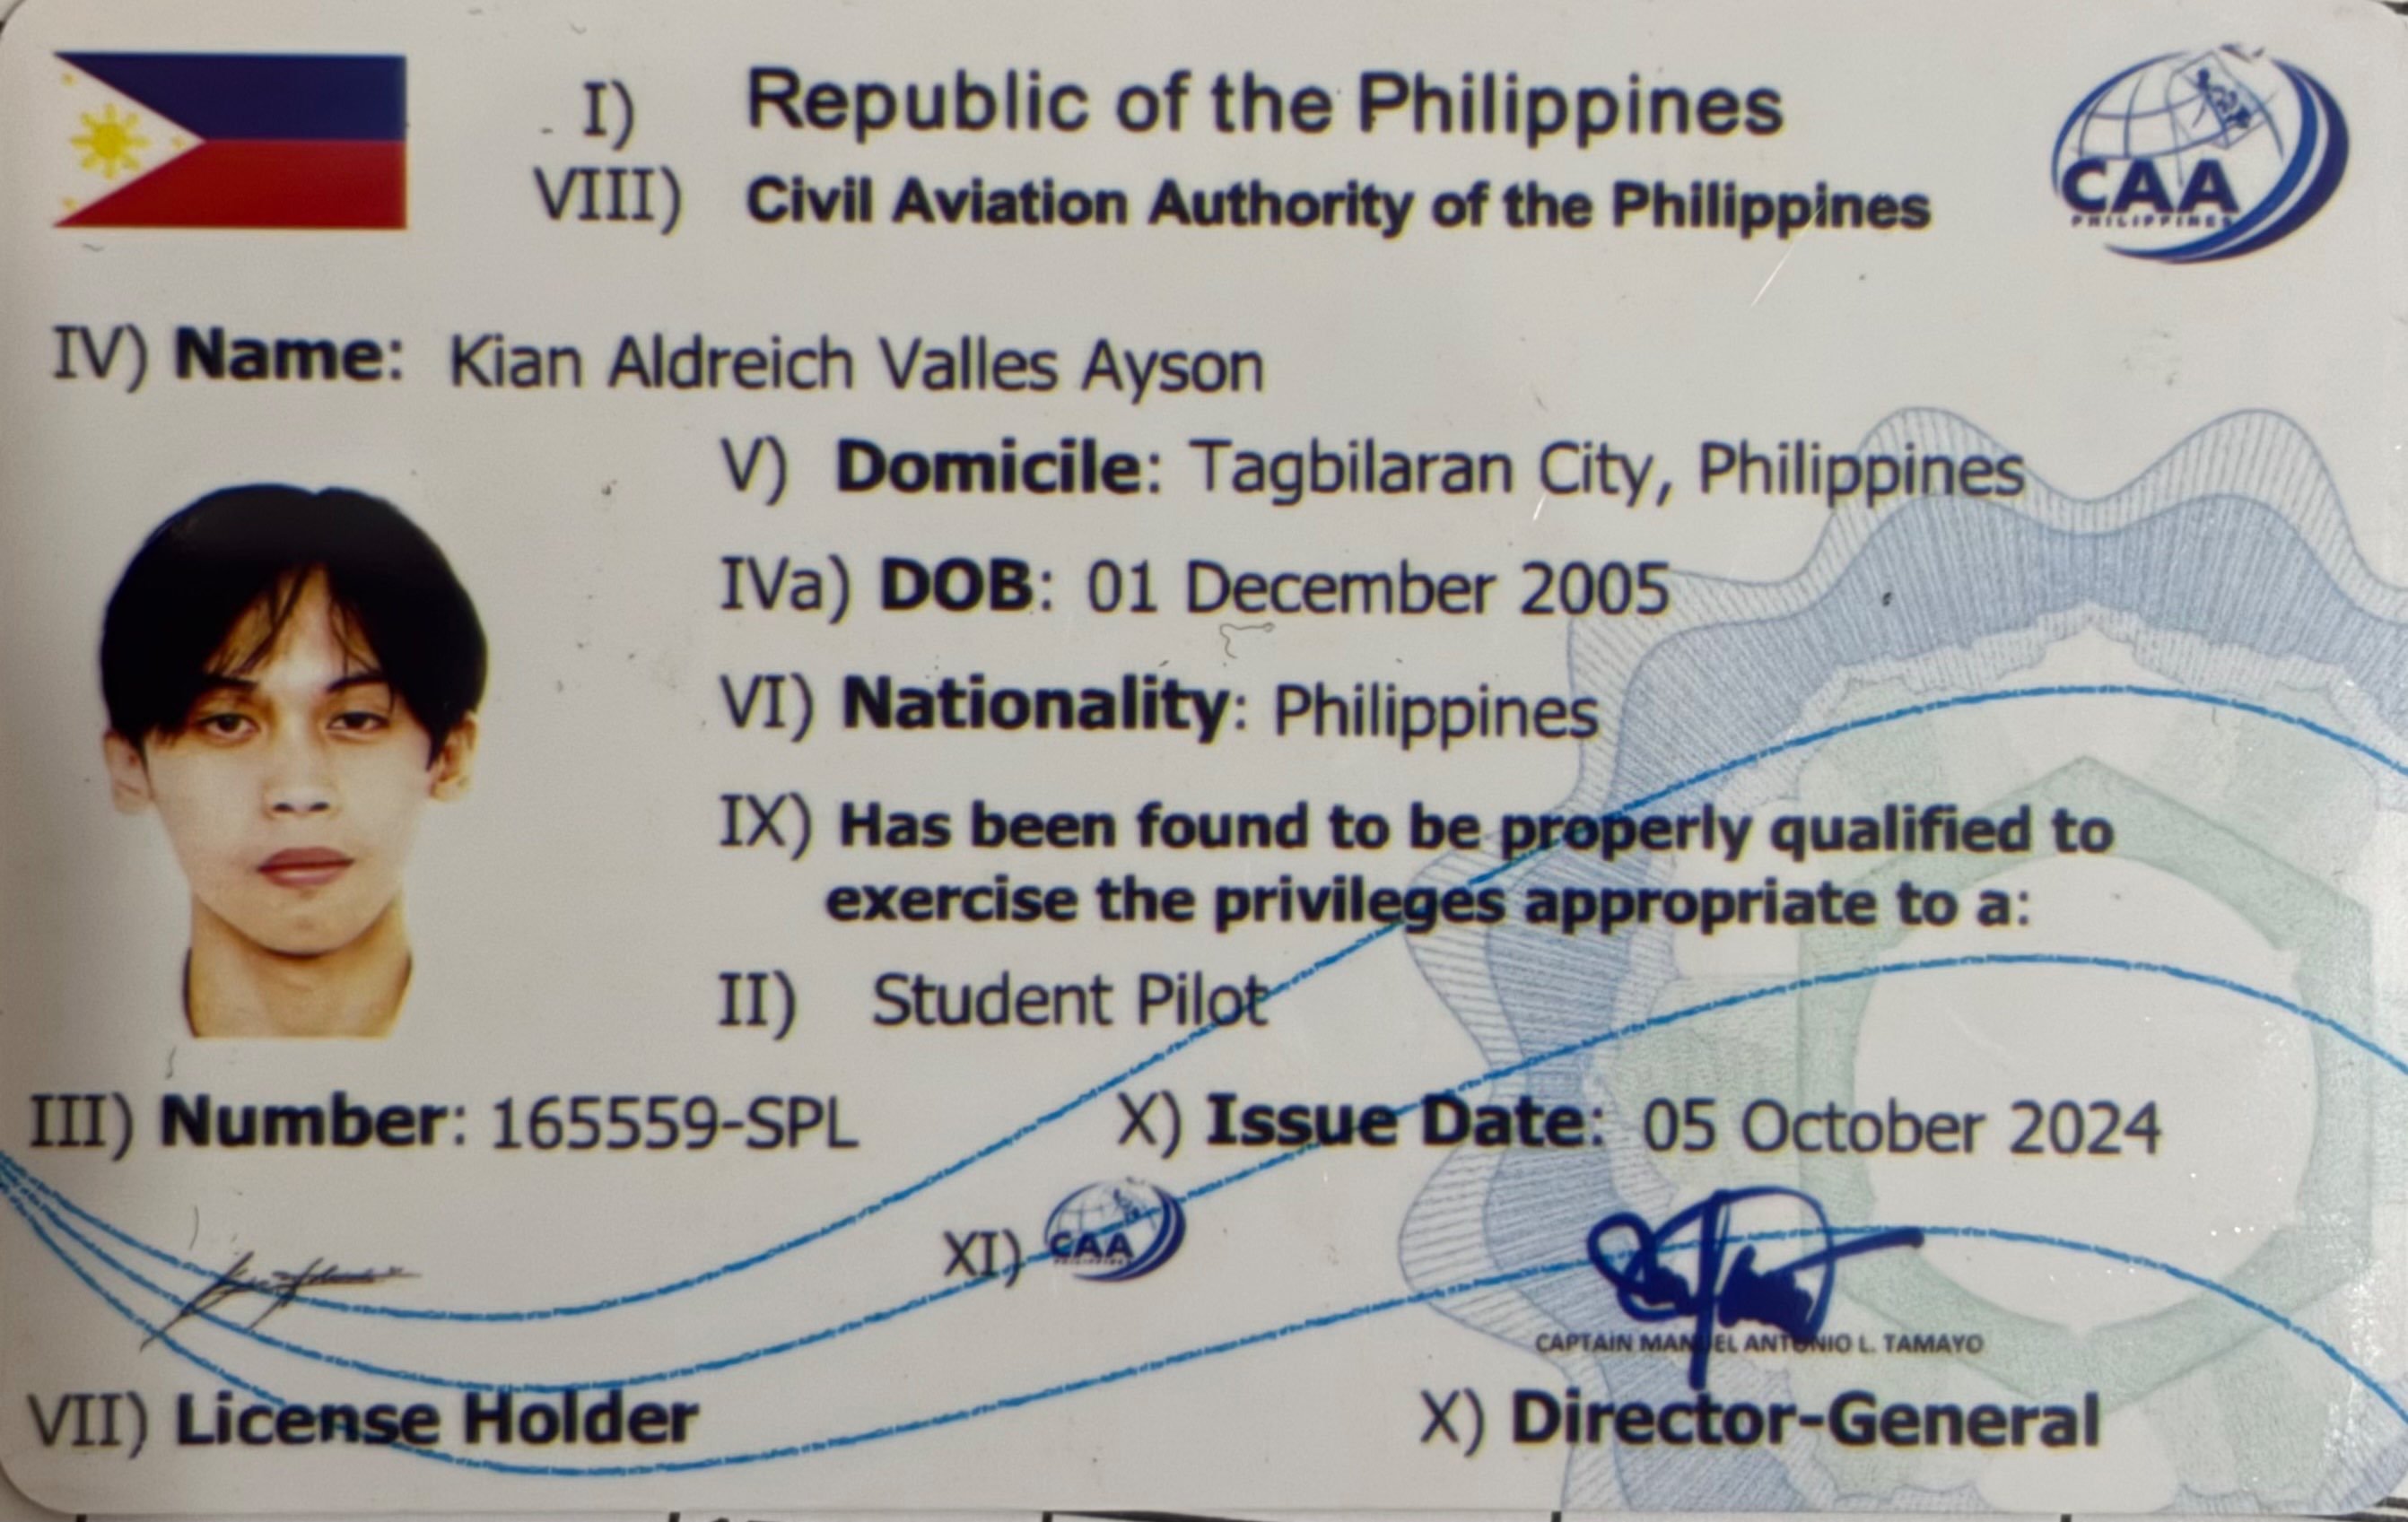 I) Republic of the Philippines
VIII) Civil Aviation Authority of the Philippines
CAA
PHILIPPINES
IV) Name: Kian Aldreich Valles Ayson
V) Domicile: Tagbilaran City, Philippines
IVa) DOB: 01 December 2005
VI) Nationality: Philippines
IX) Has been found to be properly qualified to
exercise the privileges appropriate to a:
II) Student Pilot
III) Number: 165559-SPL
X) Issue Date: 05 October 2024
XI) CAA
PHILIPPINES
CAPTAIN MANUEL ANTONIO L. TAMAYO
VII) License Holder
X) Director-General